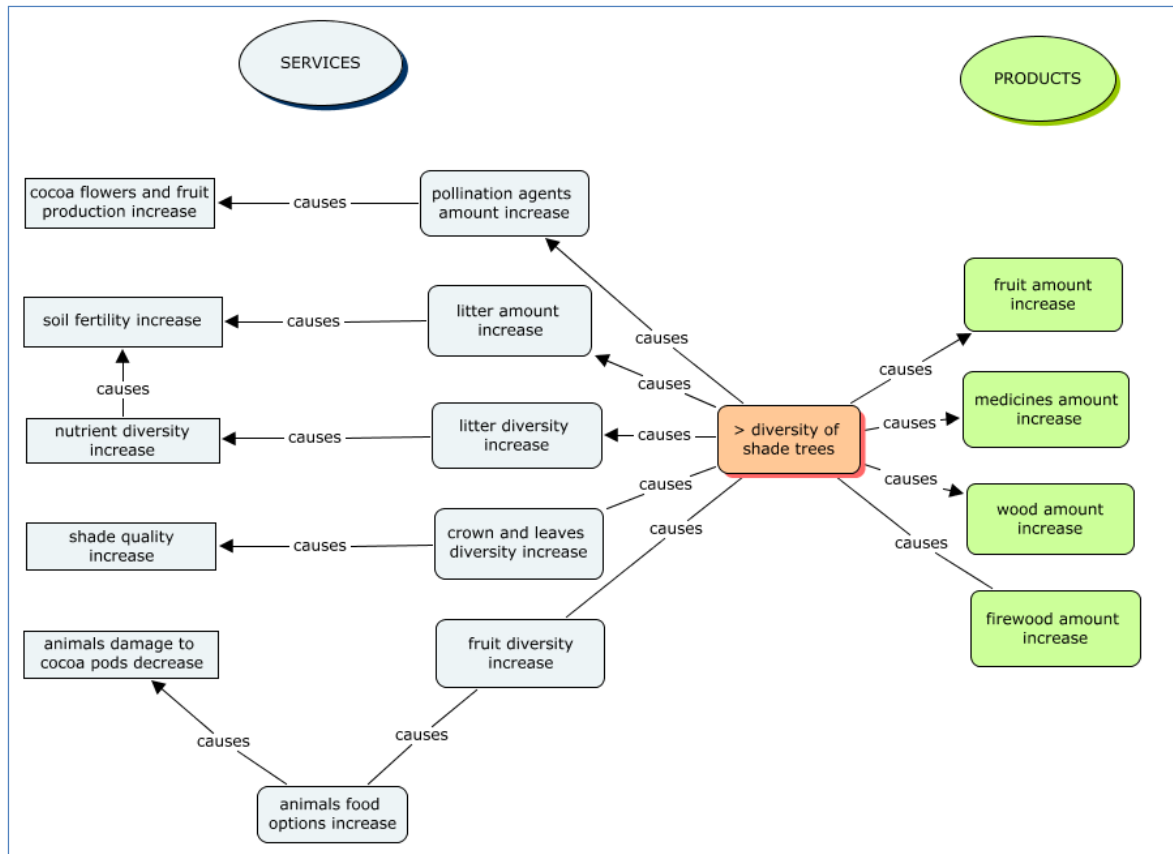 SERVICES
PRODUCTS
cocoa flowers and fruit
production increase
causes
pollination agents
amount increase
soil fertility increase
causes
litter amount
increase
causes
fruit amount
increase
causes
causes
causes
medicines amount
increase
nutrient diversity
increase
causes
litter diversity
increase
causes
> diversity of
shade trees
causes
causes
causes
wood amount
increase
shade quality
increase
causes
crown and leaves
diversity increase
causes
causes
firewood amount
increase
animals damage to
cocoa pods decrease
fruit diversity
increase
causes
causes
animals food
options increase